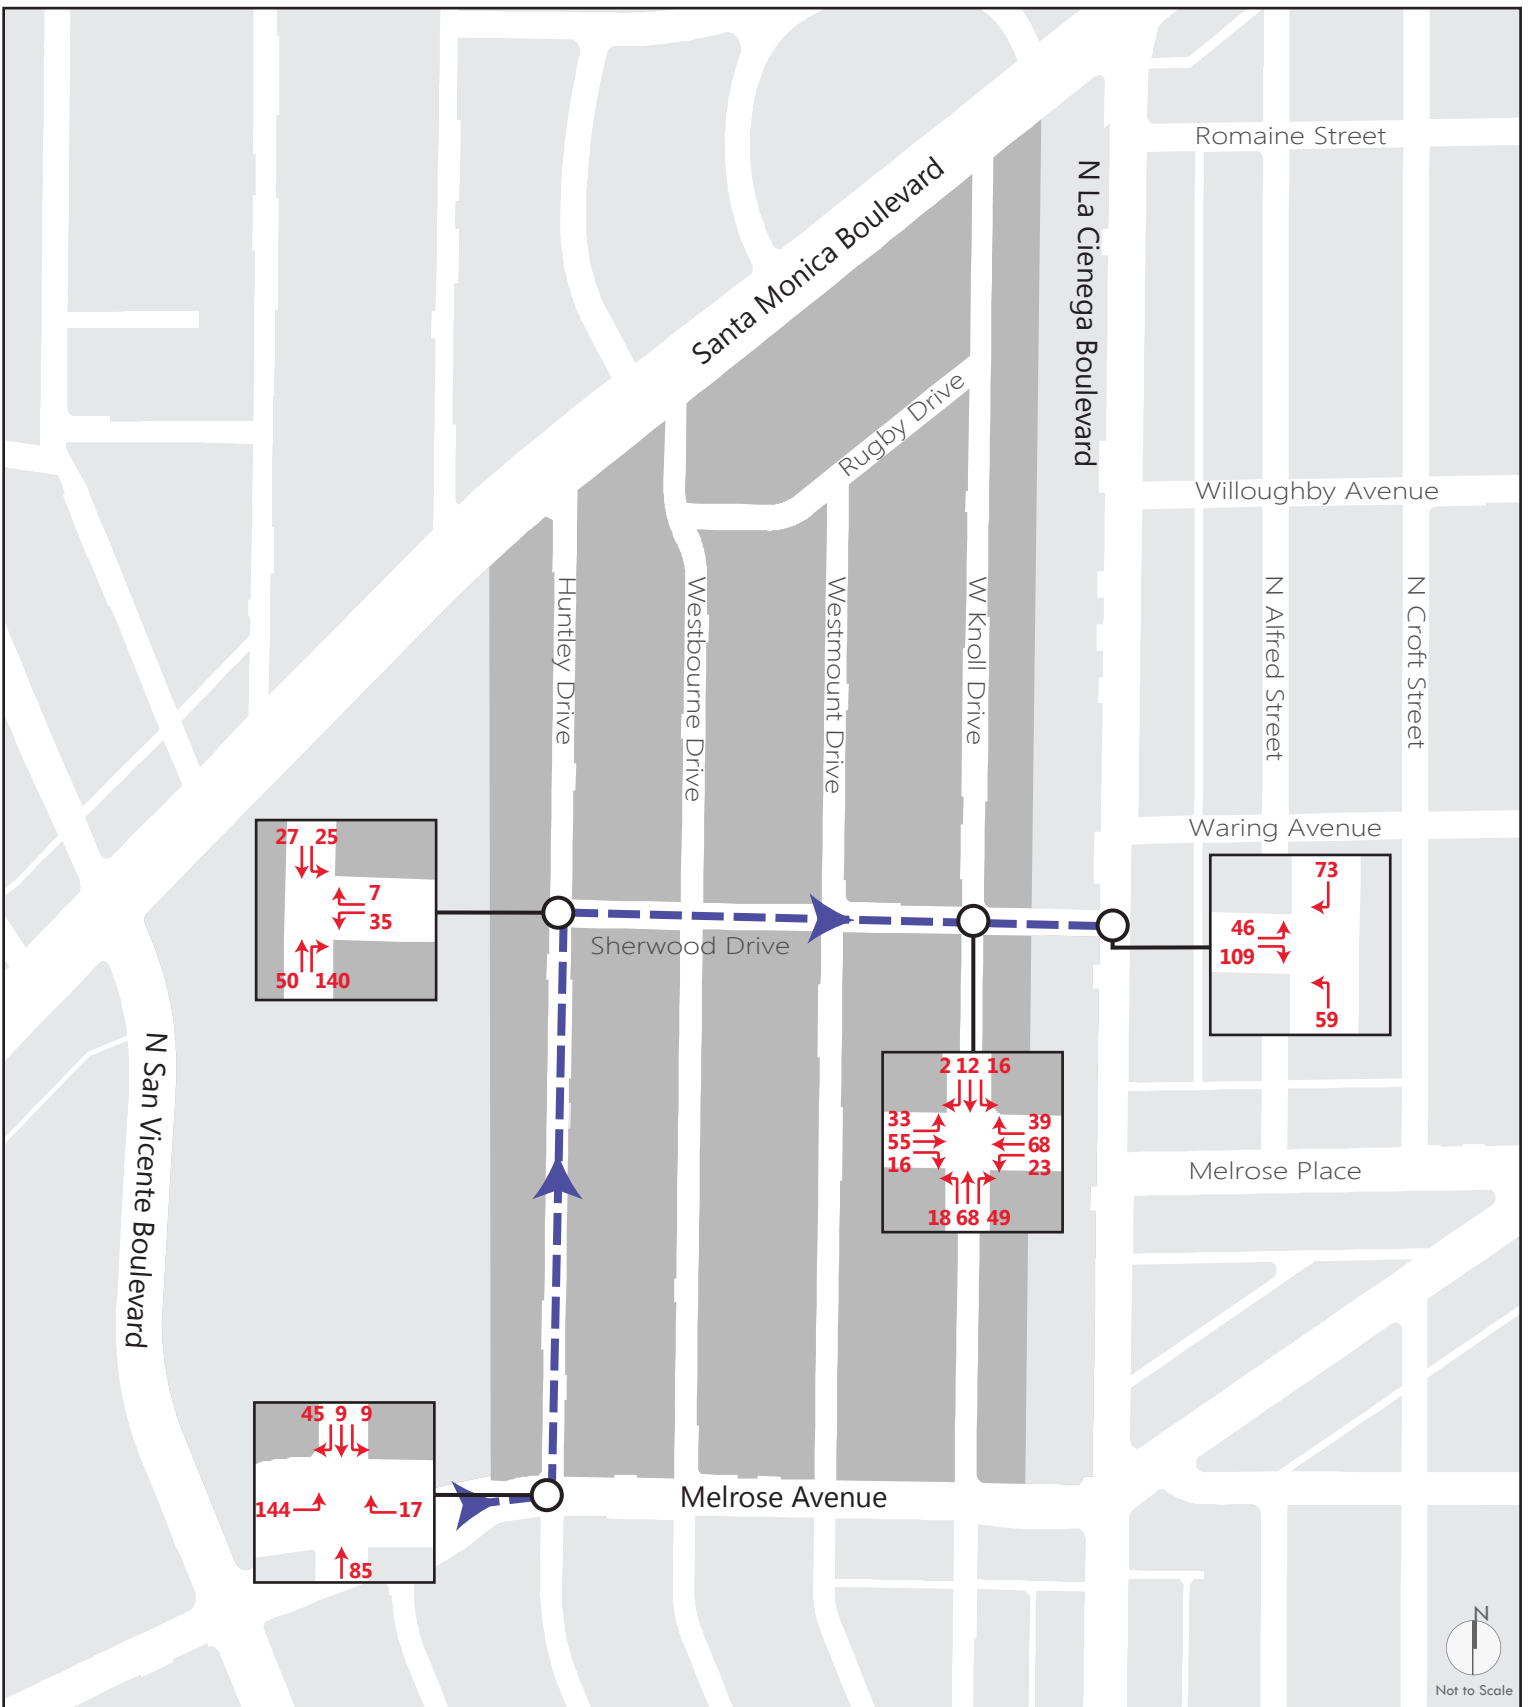 Romaine Street
N La Cienega Boulevard
Santa Monica Boulevard
Rugby Drive
Willoughby Avenue
Huntley Drive
Westbourne Drive
Westmount Drive
W Knoll Drive
N Alfred Street
N Croft Street
Waring Avenue
27 25
7
35
50 140
73
46
109
59
Sherwood Drive
N San Vicente Boulevard
2 12 16
33
55
16
39
68
23
18 68 49
Melrose Place
45 9 9
144
17
85
Melrose Avenue
N
Not to Scale